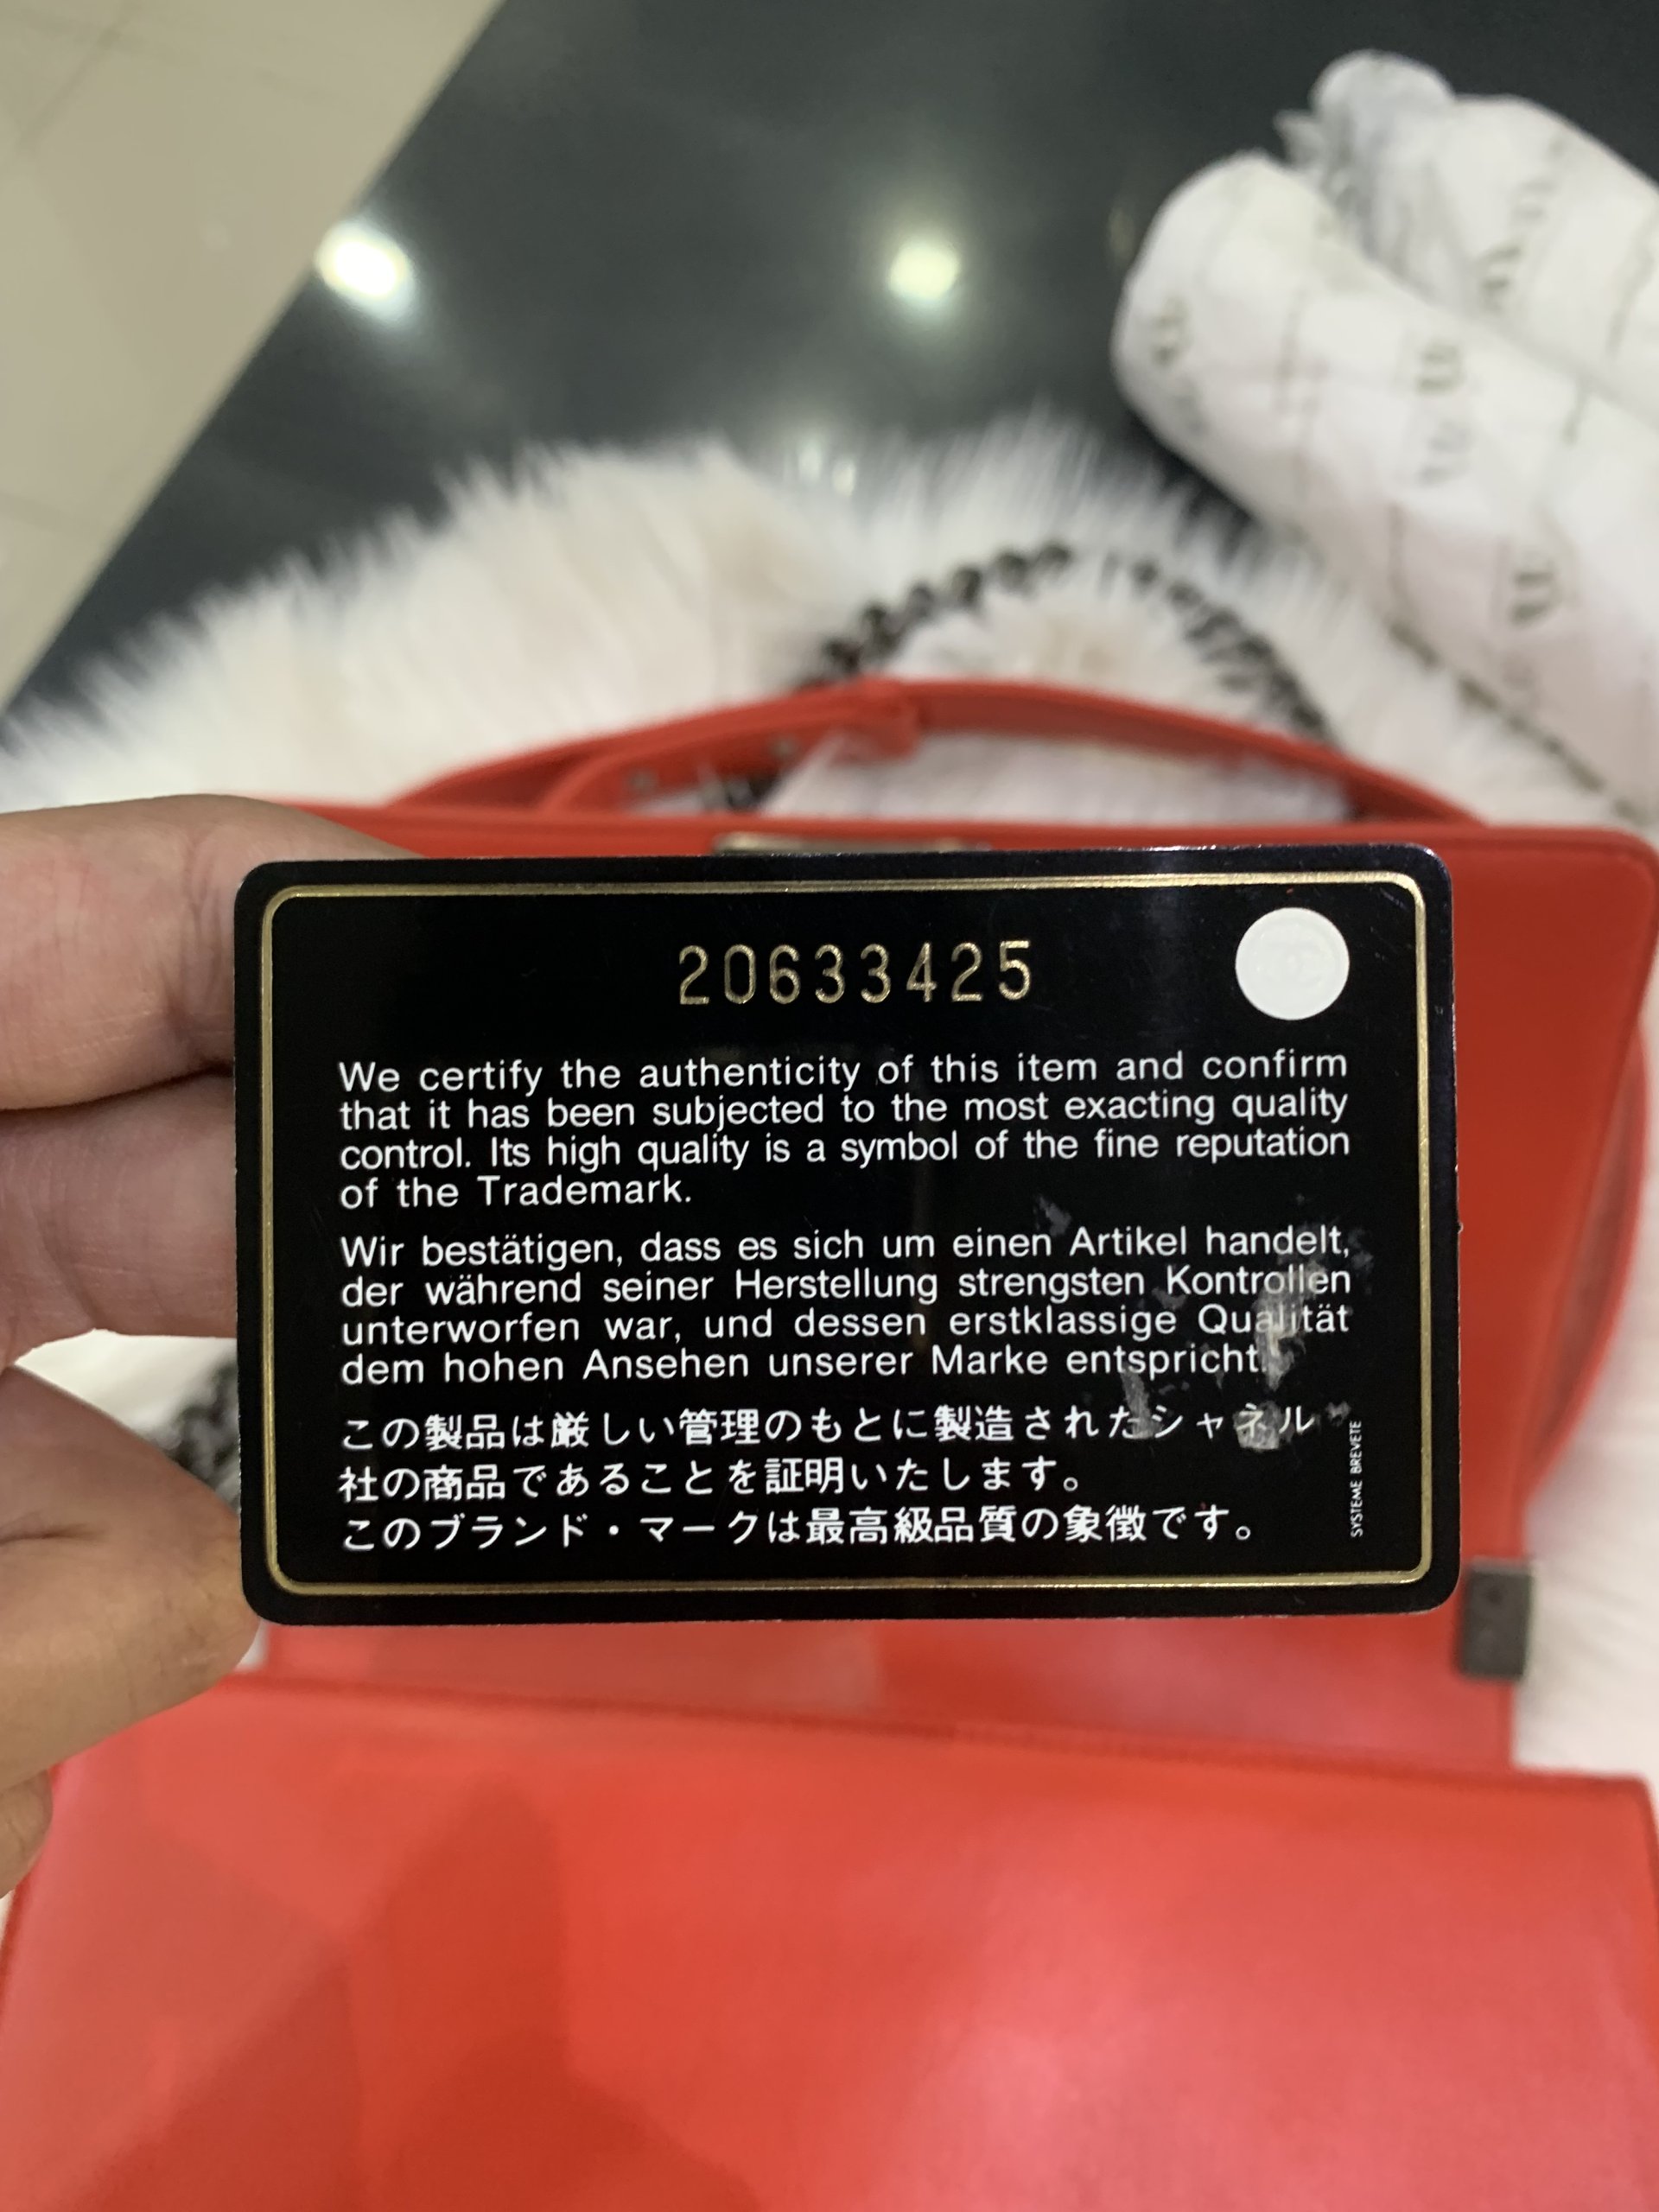 20633425
We certify the authenticity of this item and confirm
that it has been subjected to the most exacting quality
control. Its high quality is a symbol of the fine reputation
of the Trademark.
Wir bestätigen, dass es sich um einen Artikel handelt,
der während seiner Herstellung strengsten Kontrollen
unterworfen war, und dessen erstklassige Qualität
dem hohen Ansehen unserer Marke entspricht.
この製品は厳しい管理のもとに製造されたシャネル
社の商品であることを証明いたします。
このブランド・マークは最高級品質の象徴です。
SYSTEME BREVETE